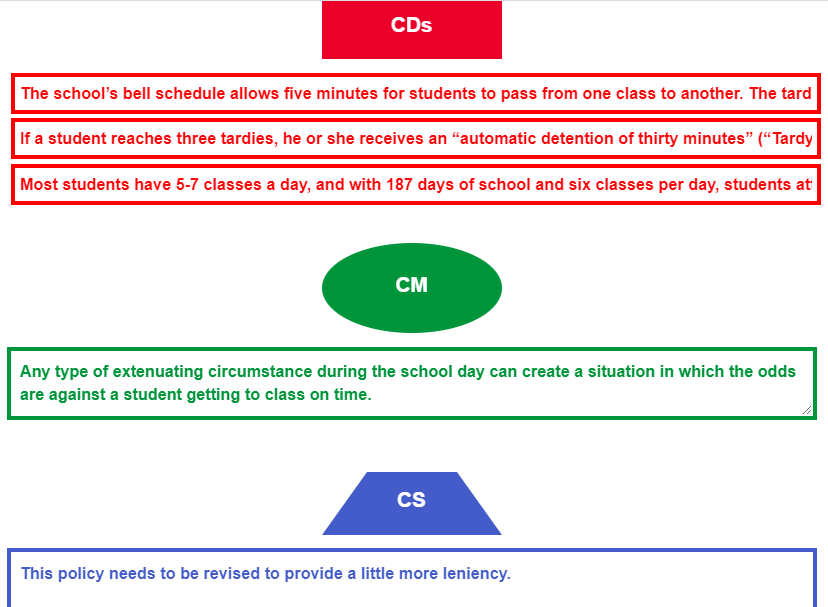 CDs
The school’s bell schedule allows five minutes for students to pass from one class to another. The tard
If a student reaches three tardies, he or she receives an “automatic detention of thirty minutes” (“Tardy
Most students have 5-7 classes a day, and with 187 days of school and six classes per day, students at
CM
Any type of extenuating circumstance during the school day can create a situation in which the odds
are against a student getting to class on time.
CS
This policy needs to be revised to provide a little more leniency.